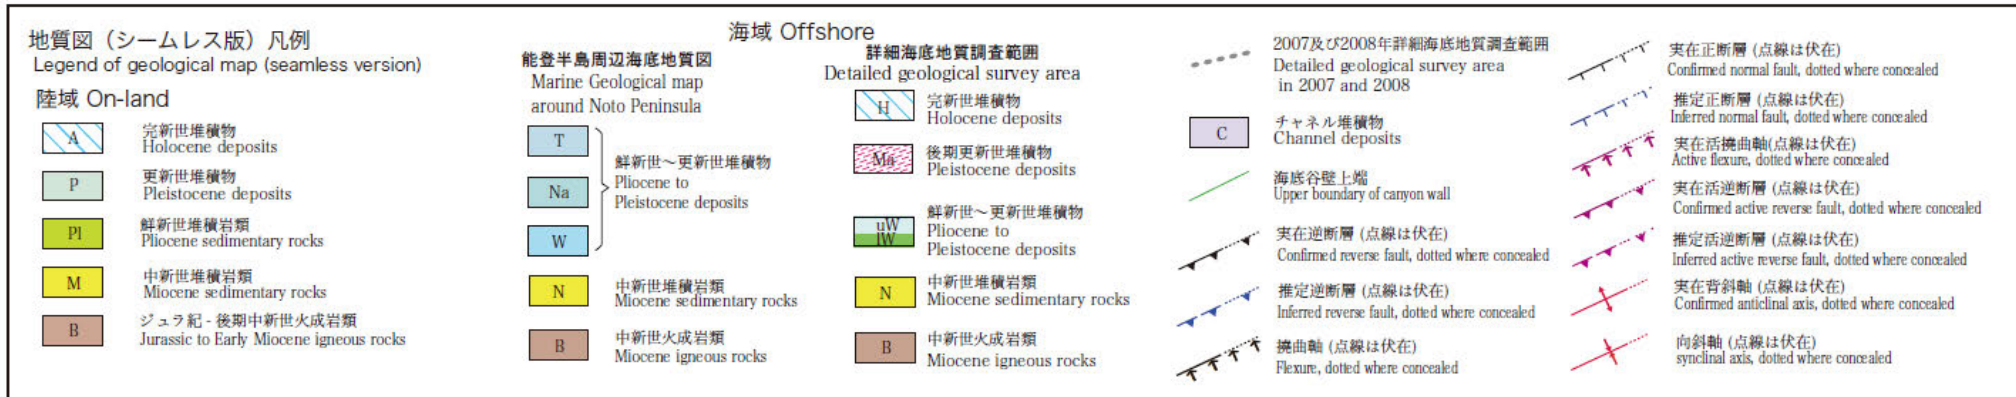 地質図（シームレス版）凡例
Legend of geological map (seamless version)
陸域 On-land
A
完新世堆積物
Holocene deposits
P
更新世堆積物
Pleistocene deposits
Pl
鮮新世堆積岩類
Pliocene sedimentary rocks
M
中新世堆積岩類
Miocene sedimentary rocks
B
ジュラ紀 - 後期中新世火成岩類
Jurassic to Early Miocene igneous rocks
海域 Offshore
能登半島周辺海底地質図
Marine Geological map
around Noto Peninsula
T
Na
W
鮮新世～更新世堆積物
Pliocene to
Pleistocene deposits
N
中新世堆積岩類
Miocene sedimentary rocks
B
中新世火成岩類
Miocene igneous rocks
詳細海底地質調査範囲
Detailed geological survey area
H
完新世堆積物
Holocene deposits
Ma
後期更新世堆積物
Pleistocene deposits
uW
lW
鮮新世～更新世堆積物
Pliocene to
Pleistocene deposits
N
中新世堆積岩類
Miocene sedimentary rocks
B
中新世火成岩類
Miocene igneous rocks
2007及び2008年詳細海底地質調査範囲
Detailed geological survey area
in 2007 and 2008
C
チャネル堆積物
Channel deposits
海底谷壁上端
Upper boundary of canyon wall
実在逆断層 (点線は伏在)
Confirmed reverse fault, dotted where concealed
推定逆断層 (点線は伏在)
Inferred reverse fault, dotted where concealed
撓曲軸 (点線は伏在)
Flexure, dotted where concealed
実在正断層 (点線は伏在)
Confirmed normal fault, dotted where concealed
推定正断層 (点線は伏在)
Inferred normal fault, dotted where concealed
実在活撓曲軸(点線は伏在)
Active flexure, dotted where concealed
実在活逆断層 (点線は伏在)
Confirmed active reverse fault, dotted where concealed
推定活逆断層 (点線は伏在)
Inferred active reverse fault, dotted where concealed
実在背斜軸 (点線は伏在)
Confirmed anticlinal axis, dotted where concealed
向斜軸 (点線は伏在)
synclinal axis, dotted where concealed